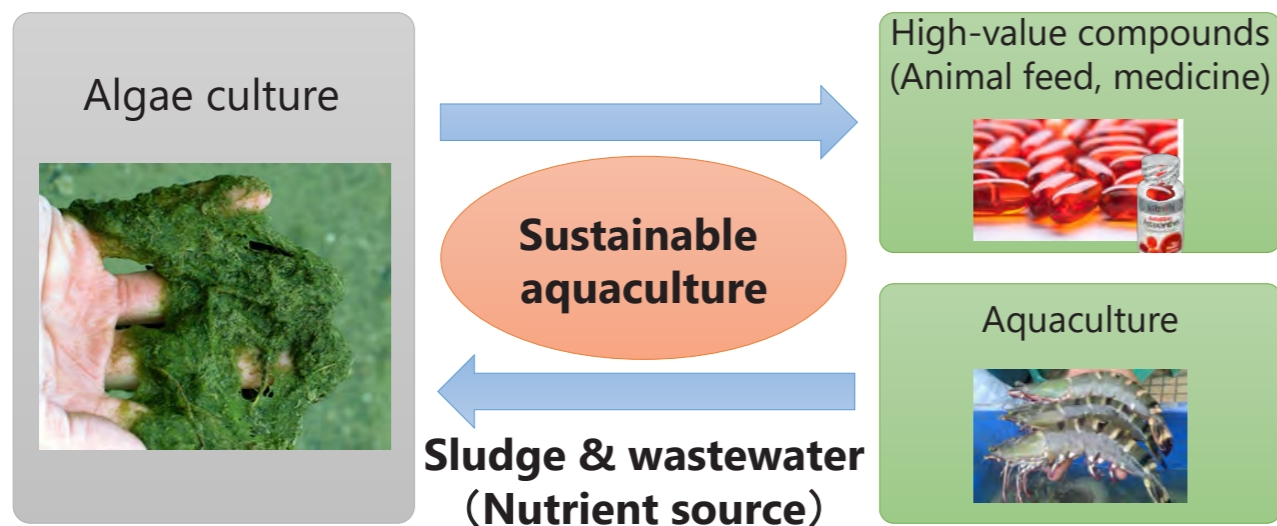 Algae culture
High-value compounds
(Animal feed, medicine)
Sustainable
aquaculture
Aquaculture
Sludge & wastewater
（Nutrient source）